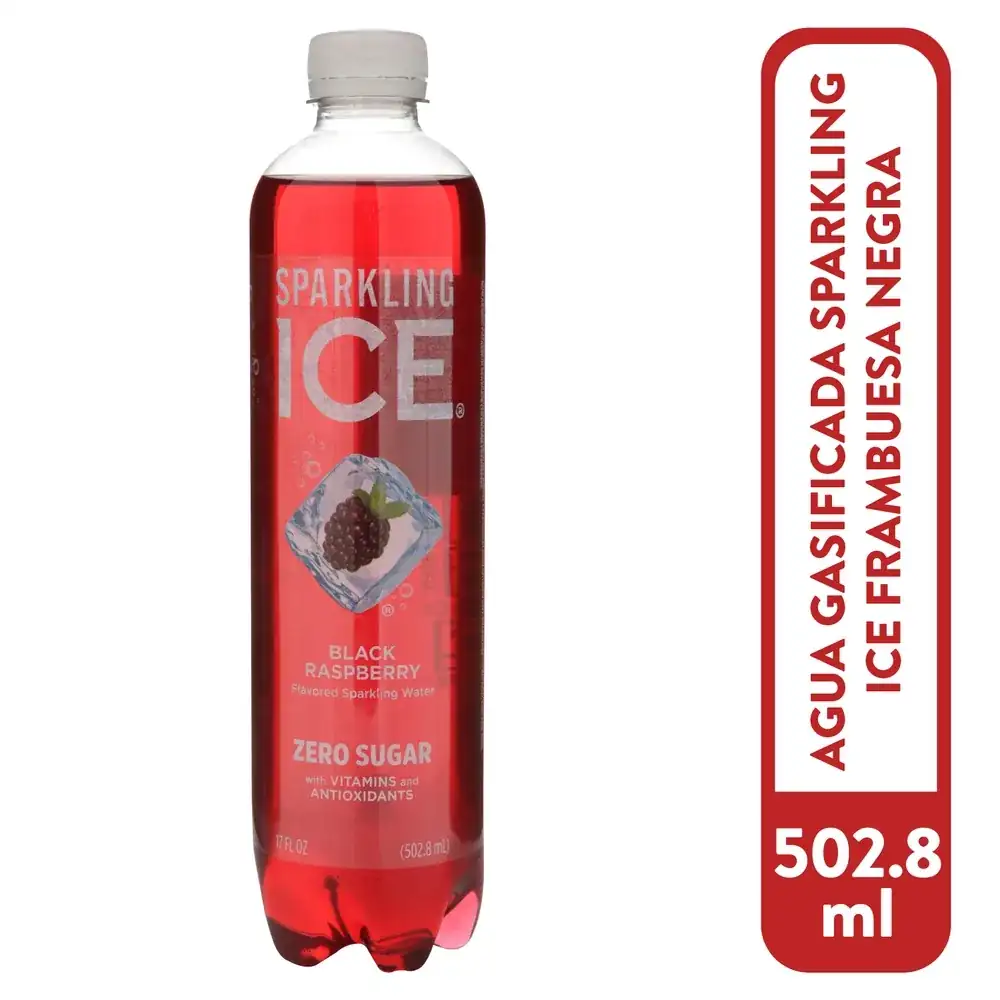 SPARKLING
ICE®
®
BLACK
RASPBERRY
Flavored Sparkling Water
ZERO SUGAR
with VITAMINS and
ANTIOXIDANTS
17 FL OZ (502.8 mL)
AGUA GASIFICADA SPARKLING
ICE FRAMBUESA NEGRA
502.8
ml